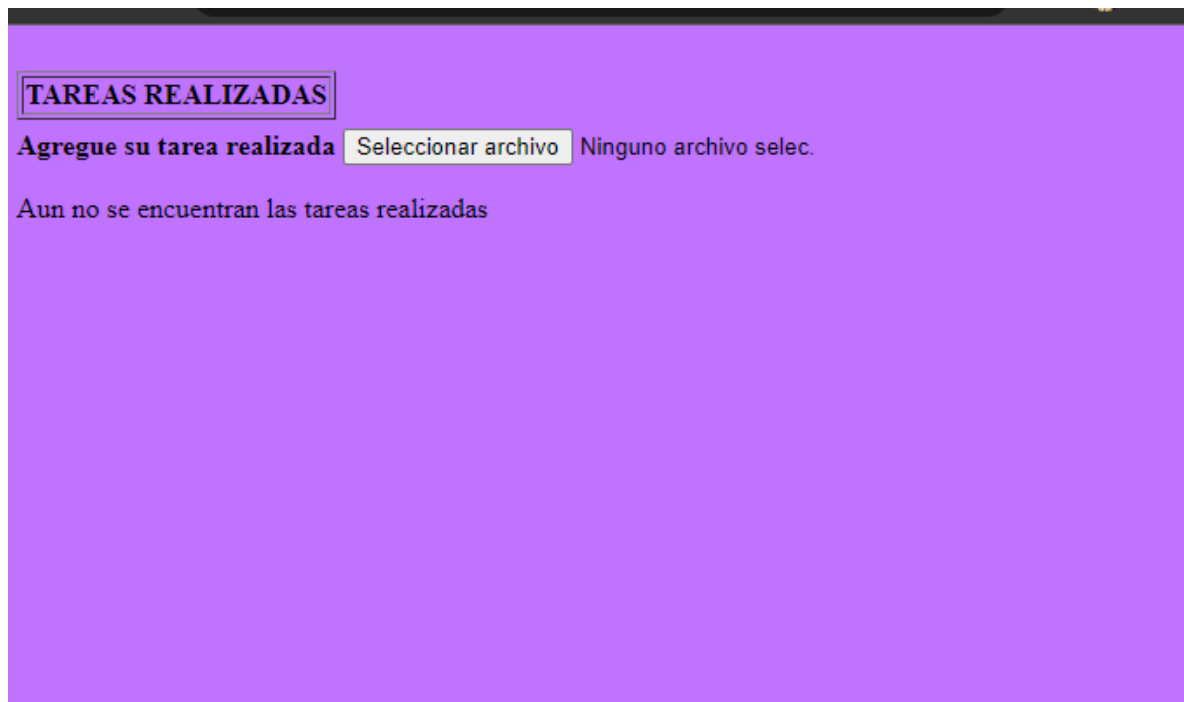 TAREAS REALIZADAS
Agregue su tarea realizada Seleccionar archivo Ninguno archivo selec.
Aun no se encuentran las tareas realizadas